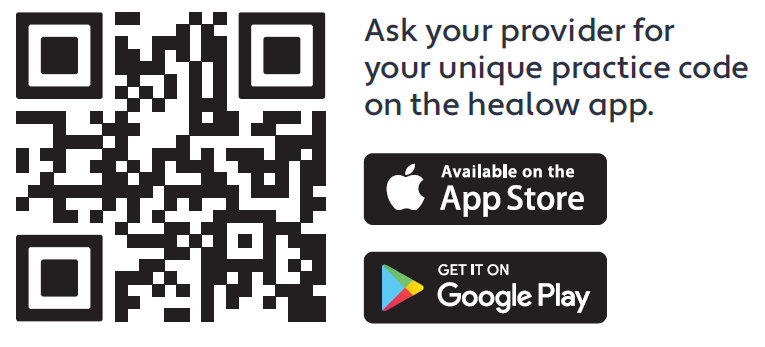 Ask your provider for
your unique practice code
on the healow app.
Available on the
App Store
GET IT ON
Google Play